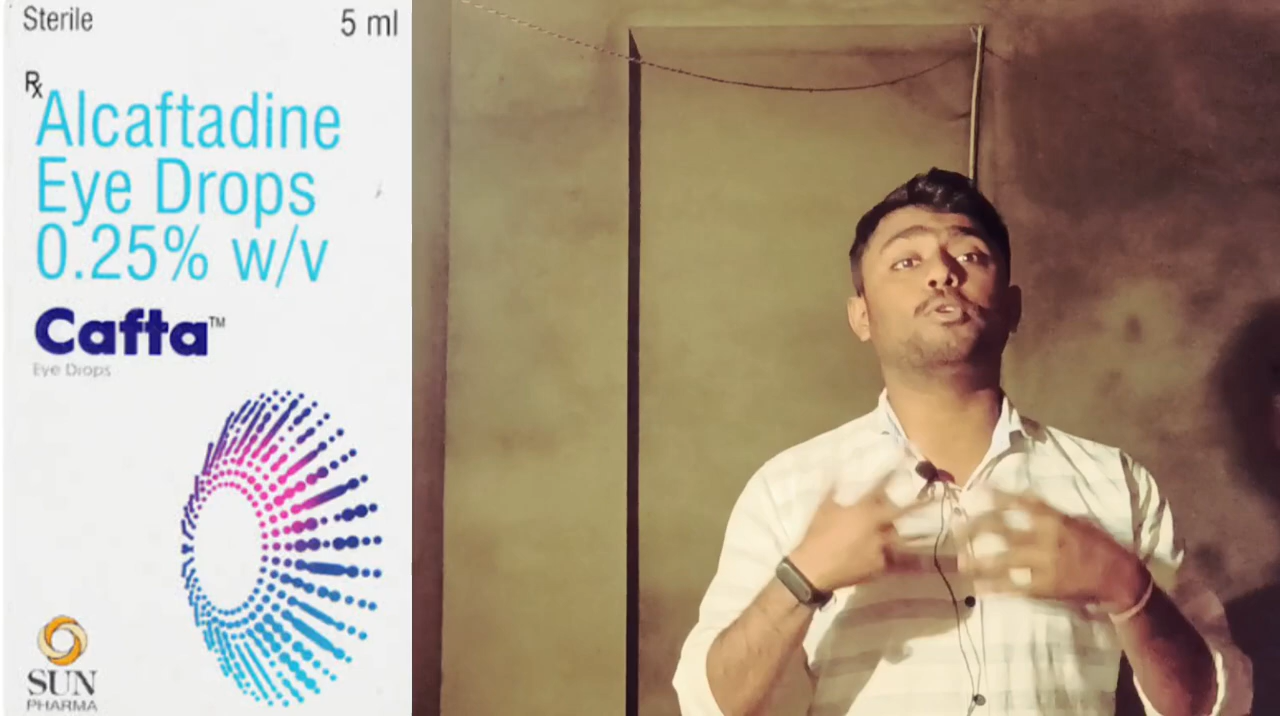 Sterile 5 ml
Rx
Alcaftadine
Eye Drops
0.25% w/v
Cafta™
Eye Drops
SUN
PHARMA